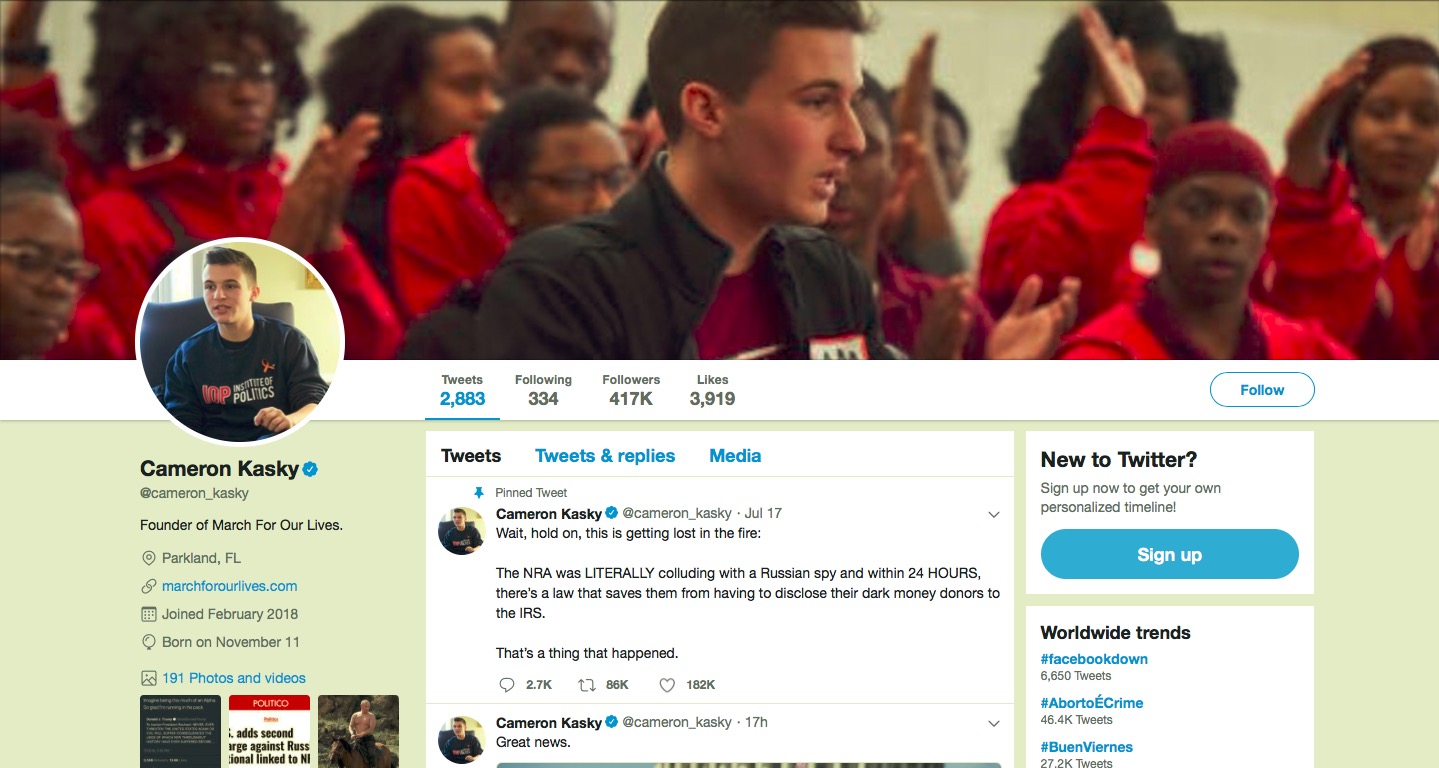 IOP INSTITUTE OF
POLITICS
Tweets
2,883
Following
334
Followers
417K
Likes
3,919
Follow
Cameron Kasky
@cameron_kasky
Founder of March For Our Lives.
Parkland, FL
marchforourlives.com
Joined February 2018
Born on November 11
191 Photos and videos
POLITICO
Politics
S. adds second
arge against Russ
ional linked to NI
Tweets
Tweets & replies
Media
Pinned Tweet
Cameron Kasky @cameron_kasky · Jul 17
Wait, hold on, this is getting lost in the fire:
The NRA was LITERALLY colluding with a Russian spy and within 24 HOURS,
there's a law that saves them from having to disclose their dark money donors to
the IRS.
That's a thing that happened.
2.7K
86K
182K
Cameron Kasky @cameron_kasky · 17h
Great news.
New to Twitter?
Sign up now to get your own
personalized timeline!
Sign up
Worldwide trends
#facebookdown
6,650 Tweets
#AbortoÉCrime
46.4K Tweets
#BuenViernes
27.2K Tweets